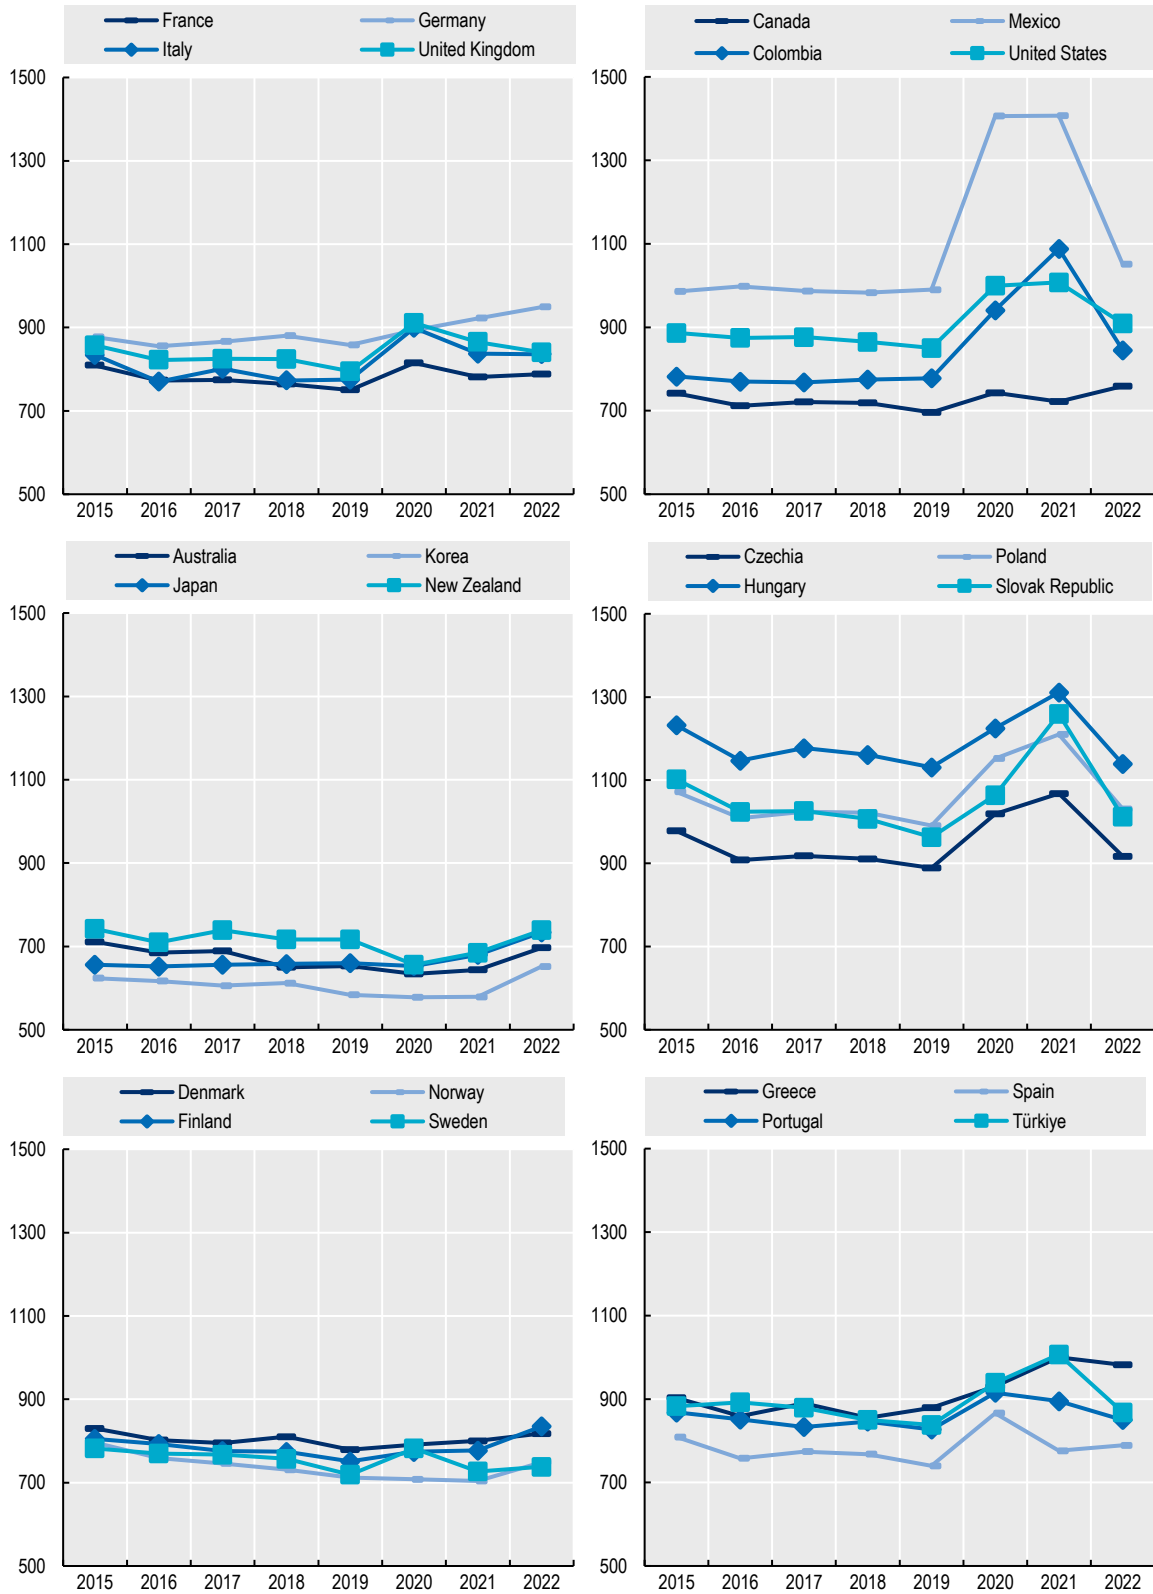 France Germany
Italy United Kingdom
1500
1300
1100
900
700
500
2015 2016 2017 2018 2019 2020 2021 2022
Canada Mexico
Colombia United States
1500
1300
1100
900
700
500
2015 2016 2017 2018 2019 2020 2021 2022
Australia Korea
Japan New Zealand
1500
1300
1100
900
700
500
2015 2016 2017 2018 2019 2020 2021 2022
Czechia Poland
Hungary Slovak Republic
1500
1300
1100
900
700
500
2015 2016 2017 2018 2019 2020 2021 2022
Denmark Norway
Finland Sweden
1500
1300
1100
900
700
500
2015 2016 2017 2018 2019 2020 2021 2022
Greece Spain
Portugal Türkiye
1500
1300
1100
900
700
500
2015 2016 2017 2018 2019 2020 2021 2022